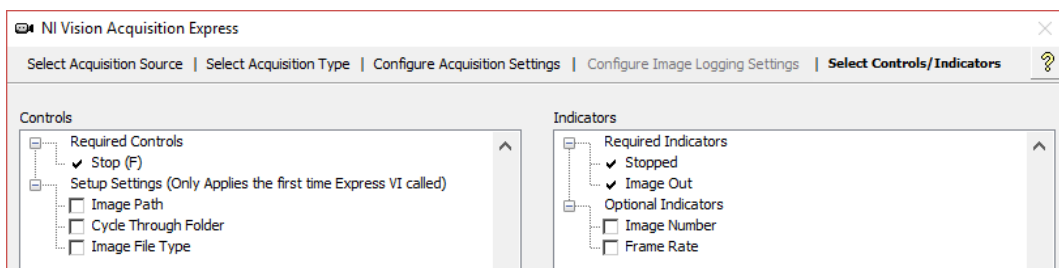 NI Vision Acquisition Express
Select Acquisition Source | Select Acquisition Type | Configure Acquisition Settings | Configure Image Logging Settings | Select Controls/Indicators ?
Controls
Required Controls
Stop (F)
Setup Settings (Only Applies the first time Express VI called)
Image Path
Cycle Through Folder
Image File Type
Indicators
Required Indicators
Stopped
Image Out
Optional Indicators
Image Number
Frame Rate